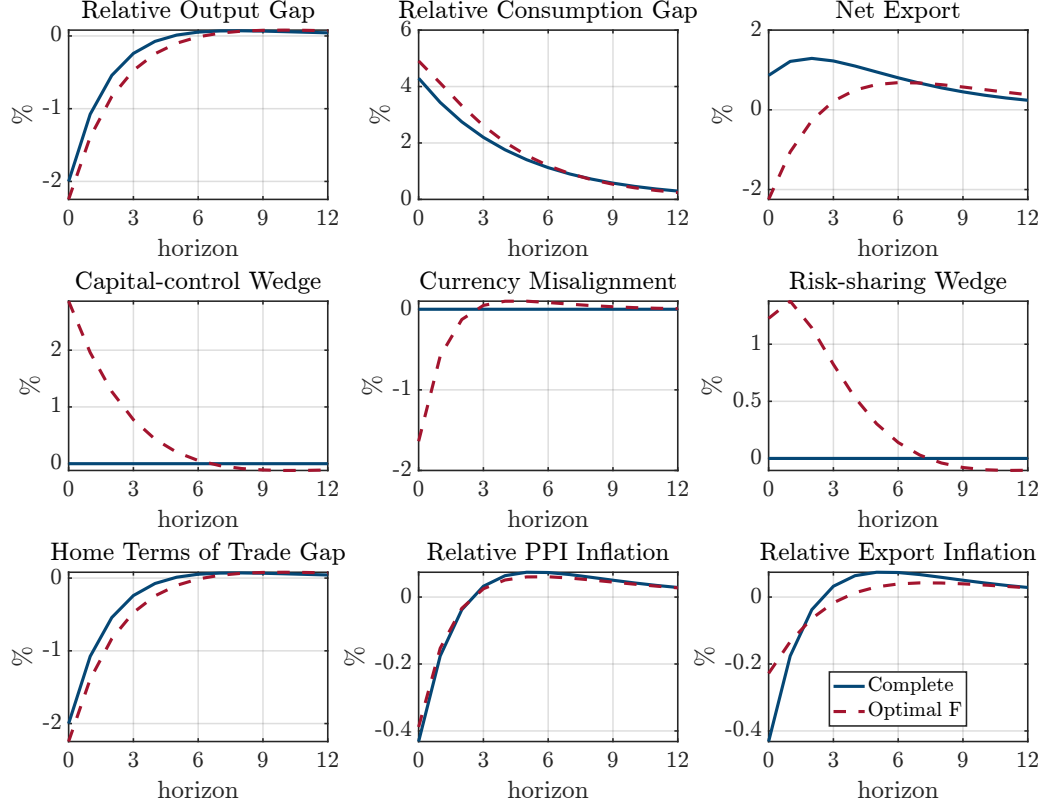 Relative Output Gap
0
-1
-2
%
0 3 6 9 12
horizon
Relative Consumption Gap
6
4
2
0
%
0 3 6 9 12
horizon
Net Export
2
0
-2
%
0 3 6 9 12
horizon
Capital-control Wedge
2
1
0
%
0 3 6 9 12
horizon
Currency Misalignment
0
-1
-2
%
0 3 6 9 12
horizon
Risk-sharing Wedge
1
0.5
0
%
0 3 6 9 12
horizon
Home Terms of Trade Gap
0
-1
-2
%
0 3 6 9 12
horizon
Relative PPI Inflation
0
-0.2
-0.4
%
0 3 6 9 12
horizon
Relative Export Inflation
0
-0.2
-0.4
%
Complete
Optimal F
0 3 6 9 12
horizon